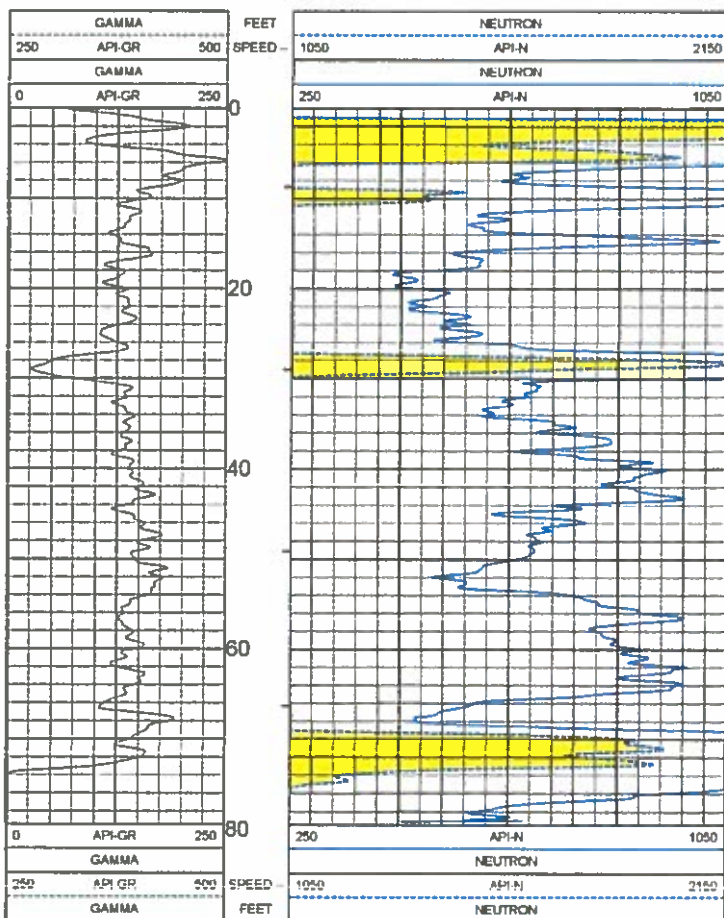 GAMMA FEET NEUTRON
250 API-GR 500 SPEED 1050 API-N 2150
GAMMA NEUTRON
0 API-GR 250 0 250 API-N 1050
20
40
60
80
0 API-GR 250 250 API-N 1050
GAMMA NEUTRON
250 API-GR 500 SPEED 1050 API-N 2150
GAMMA FEET NEUTRON